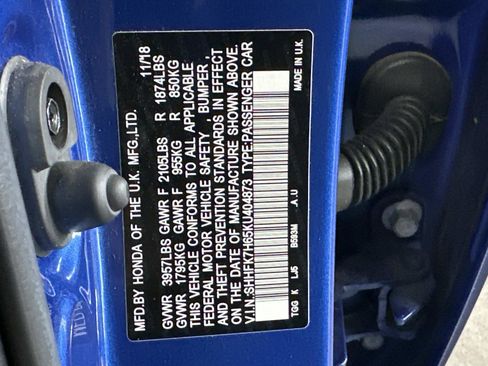 MFD.BY HONDA OF THE U.K. MFG.,LTD. 11/18
GVWR 3957LBS GAWR F 2105LBS R 1874LBS
GVWR 1795KG GAWR F 955KG R 850KG
THIS VEHICLE CONFORMS TO ALL APPLICABLE
FEDERAL MOTOR VEHICLE SAFETY , BUMPER ,
AND THEFT PREVENTION STANDARDS IN EFFECT
ON THE DATE OF MANUFACTURE SHOWN ABOVE.
V.I.N.SHHFK7H65KU404873 TYPE:PASSENGER CAR
TGG K LJ5 B593M .A.U MADE IN U.K.